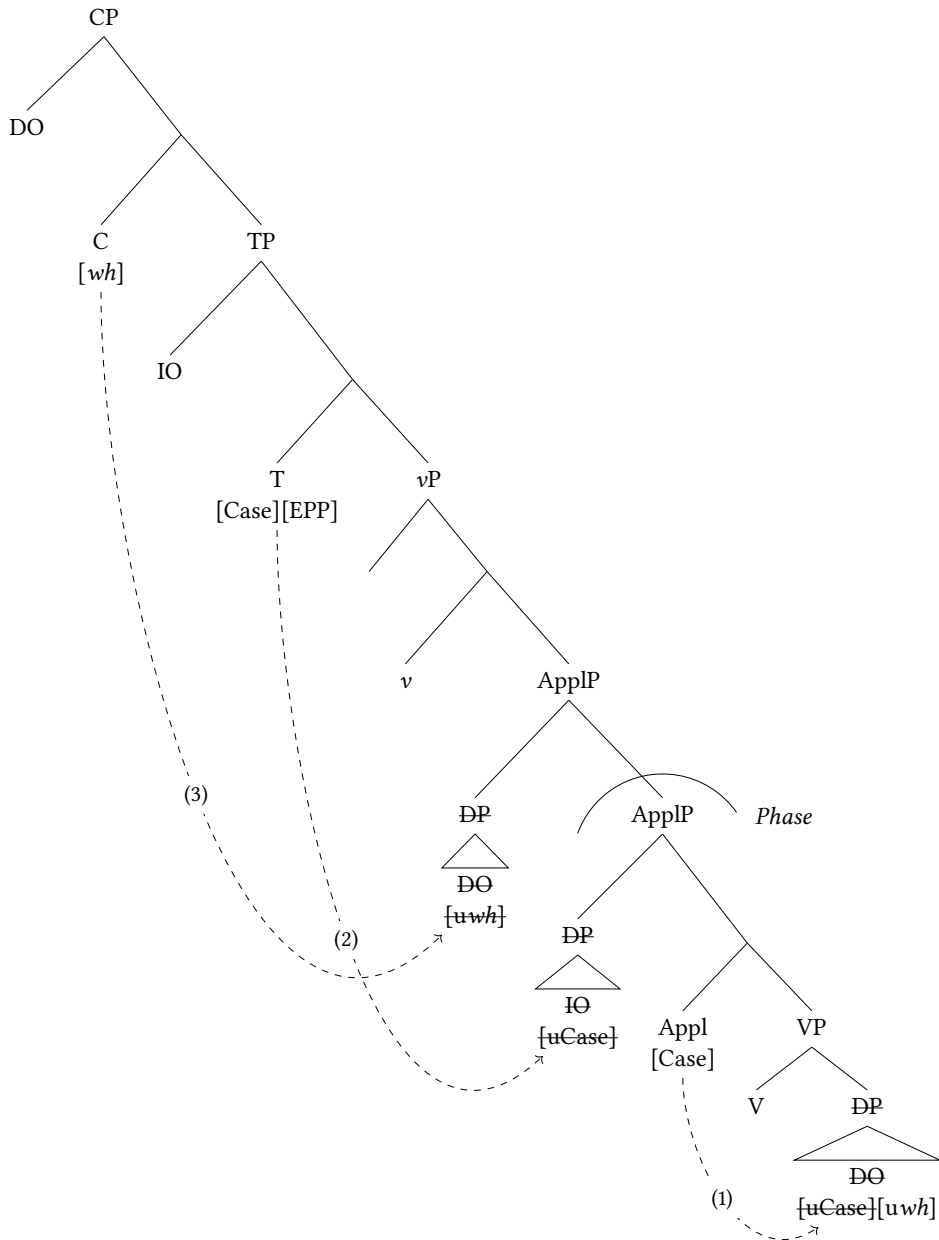 CP
DO
C
TP
[wh]
IO
T
vP
[Case][EPP]
v
ApplP
(3)
DP
ApplP
Phase
DO
[uwh]
(2)
DP
IO
Appl
VP
[uCase]
[Case]
V
DP
DO
(1)
[uCase][uwh]